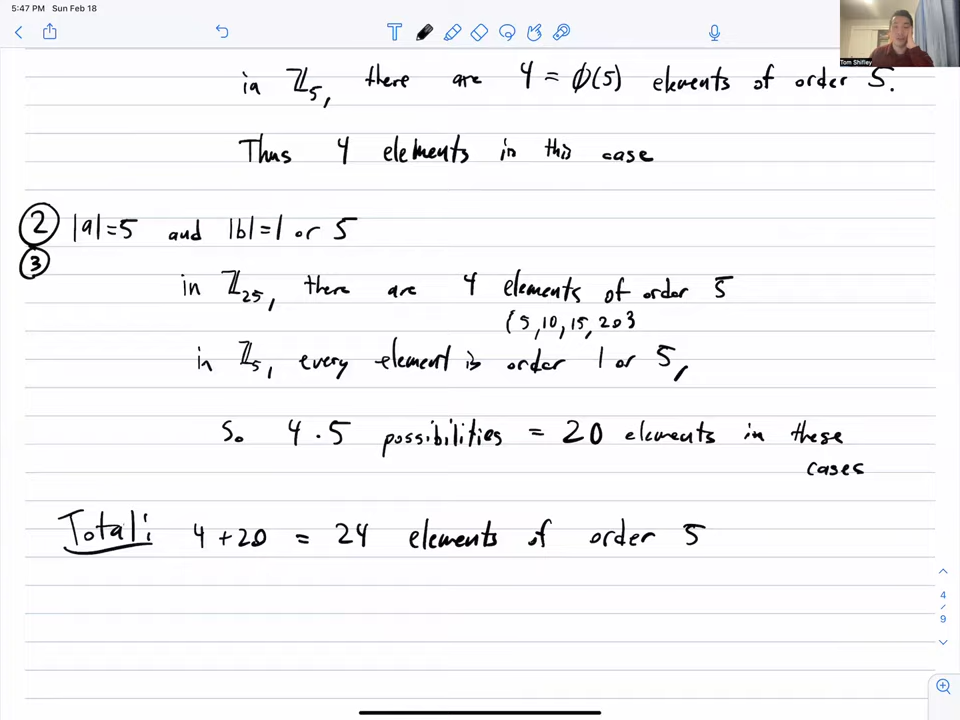 5:47 PM Sun Feb 18
Tom Shifley
in ℤ₅, there are 4 = ϕ(5) elements of order 5.
Thus 4 elements in this case
② |a|=5 and |b|=1 or 5
③
in ℤ₂₅, there are 4 elements of order 5
{5, 10, 15, 20}
in ℤ₅, every element is order 1 or 5,
So 4 · 5 possibilities = 20 elements in these
cases
Total: 4 + 20 = 24 elements of order 5
4
/
9